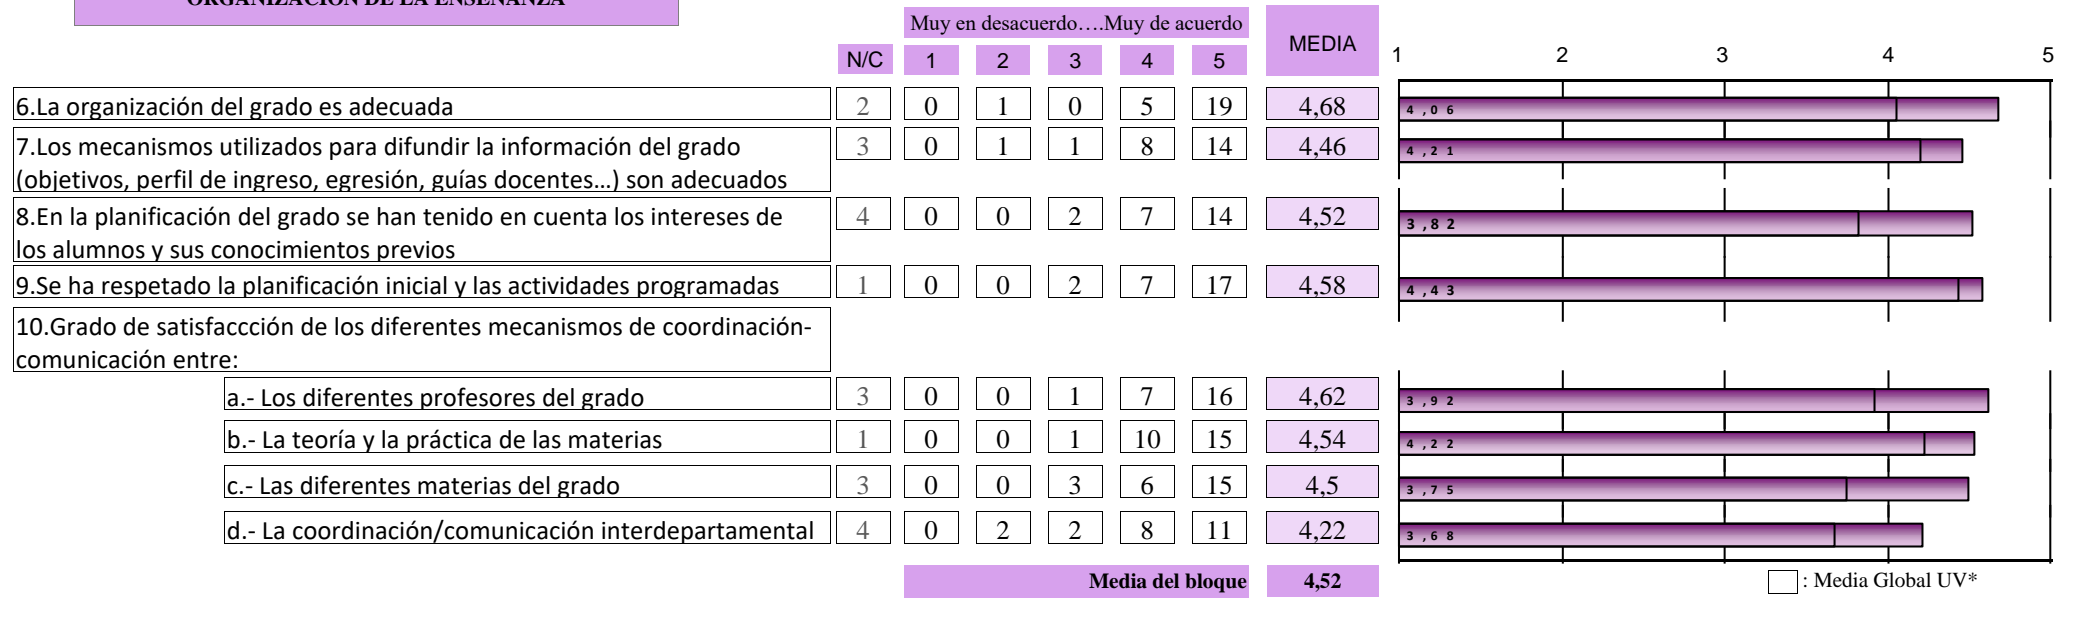 ORGANIZACIÓN DE LA ENSEÑANZA
Muy en desacuerdo….Muy de acuerdo
MEDIA
N/C 1 2 3 4 5
1 2 3 4 5
6.La organización del grado es adecuada 2 0 1 0 5 19 4,68 4,06
7.Los mecanismos utilizados para difundir la información del grado 3 0 1 1 8 14 4,46 4,21
(objetivos, perfil de ingreso, egresión, guías docentes…) son adecuados
8.En la planificación del grado se han tenido en cuenta los intereses de 4 0 0 2 7 14 4,52 3,82
los alumnos y sus conocimientos previos
9.Se ha respetado la planificación inicial y las actividades programadas 1 0 0 2 7 17 4,58 4,43
10.Grado de satisfaccción de los diferentes mecanismos de coordinación-
comunicación entre:
a.- Los diferentes profesores del grado 3 0 0 1 7 16 4,62 3,92
b.- La teoría y la práctica de las materias 1 0 0 1 10 15 4,54 4,22
c.- Las diferentes materias del grado 3 0 0 3 6 15 4,5 3,75
d.- La coordinación/comunicación interdepartamental 4 0 2 2 8 11 4,22 3,68
Media del bloque 4,52
: Media Global UV*